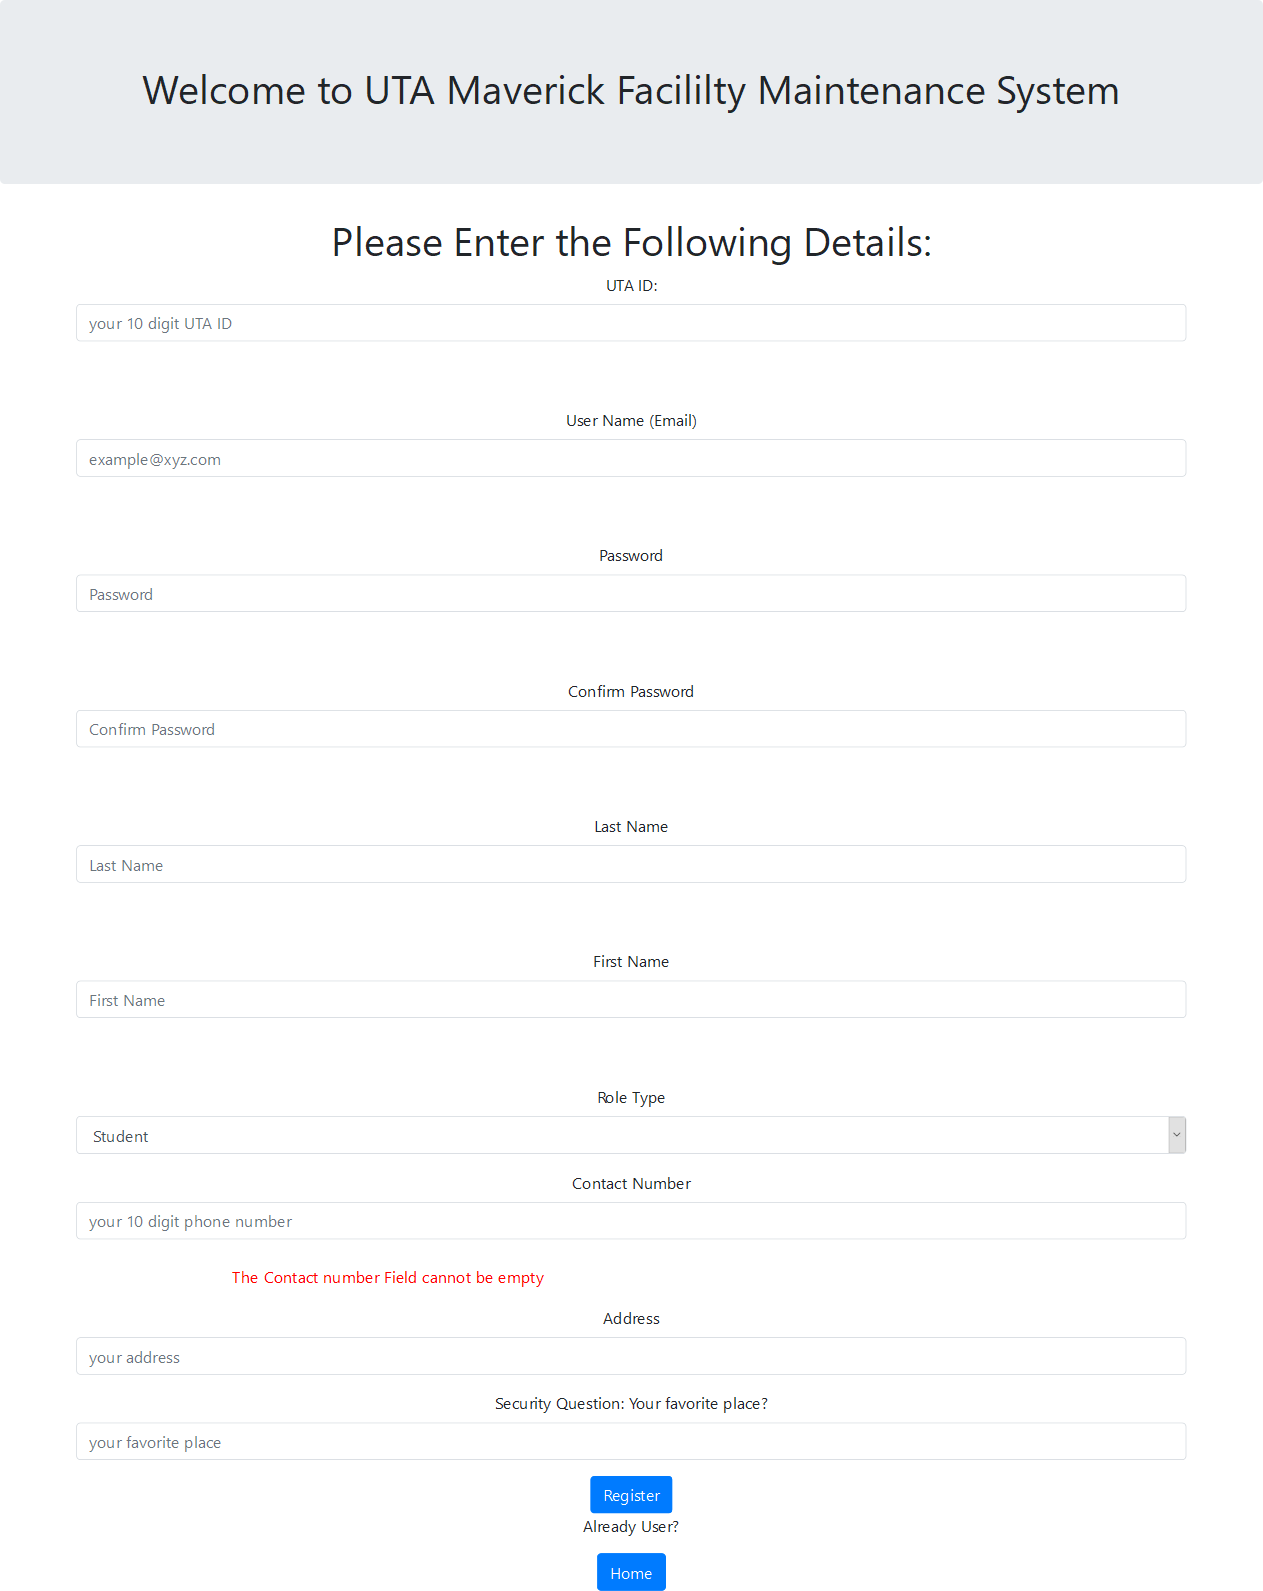 Welcome to UTA Maverick Facililty Maintenance System
Please Enter the Following Details:
UTA ID:
your 10 digit UTA ID
User Name (Email)
example@xyz.com
Password
Password
Confirm Password
Confirm Password
Last Name
Last Name
First Name
First Name
Role Type
Student
Contact Number
your 10 digit phone number
The Contact number Field cannot be empty
Address
your address
Security Question: Your favorite place?
your favorite place
Register
Already User?
Home